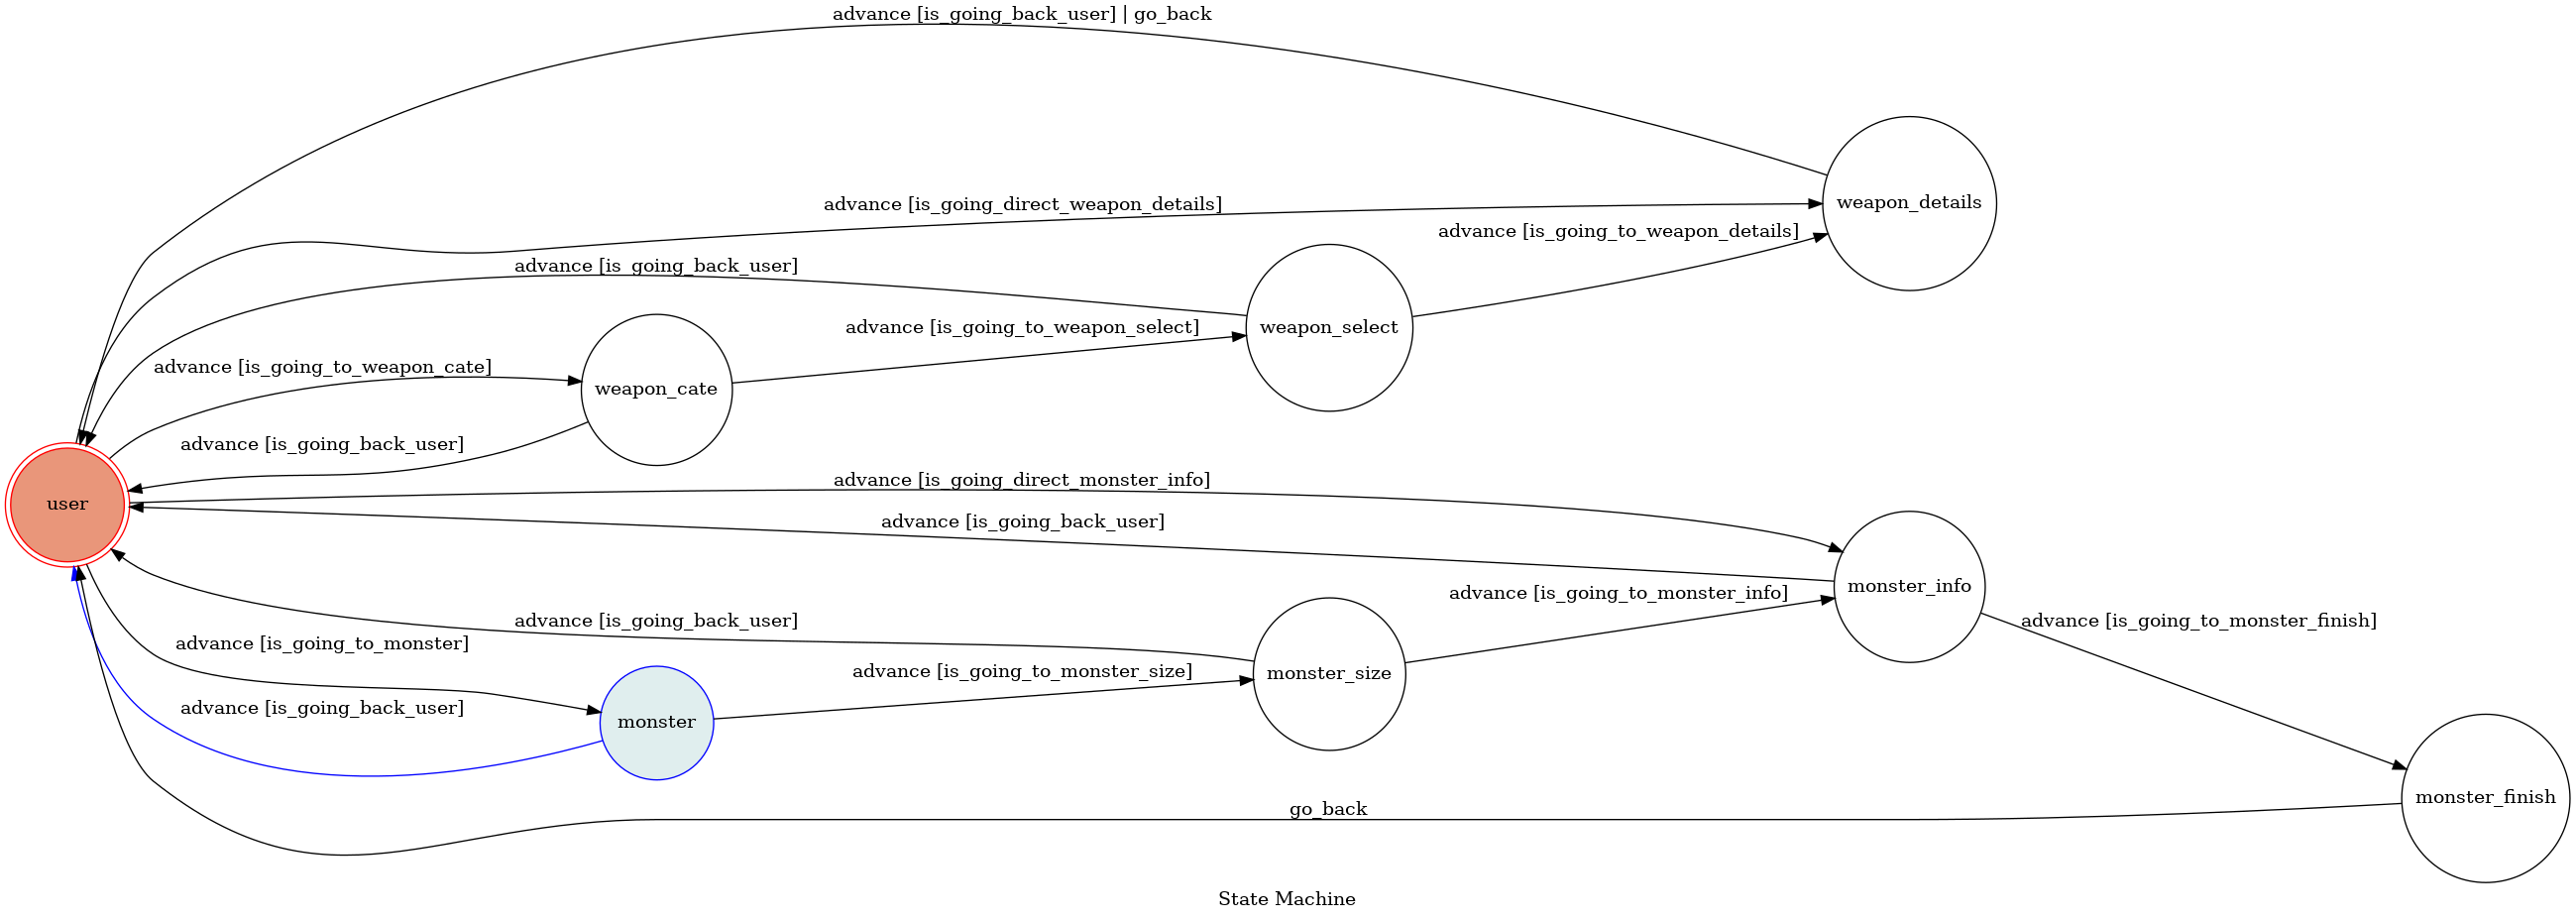 advance [is_going_back_user] | go_back
advance [is_going_direct_weapon_details]
weapon_details
advance [is_going_to_weapon_details]
advance [is_going_back_user]
weapon_select
advance [is_going_to_weapon_select]
advance [is_going_to_weapon_cate]
weapon_cate
advance [is_going_back_user]
advance [is_going_direct_monster_info]
user
advance [is_going_back_user]
monster_info
advance [is_going_to_monster_info]
advance [is_going_back_user]
advance [is_going_to_monster_finish]
advance [is_going_to_monster]
advance [is_going_to_monster_size]
monster_size
advance [is_going_back_user]
monster
monster_finish
go_back
State Machine